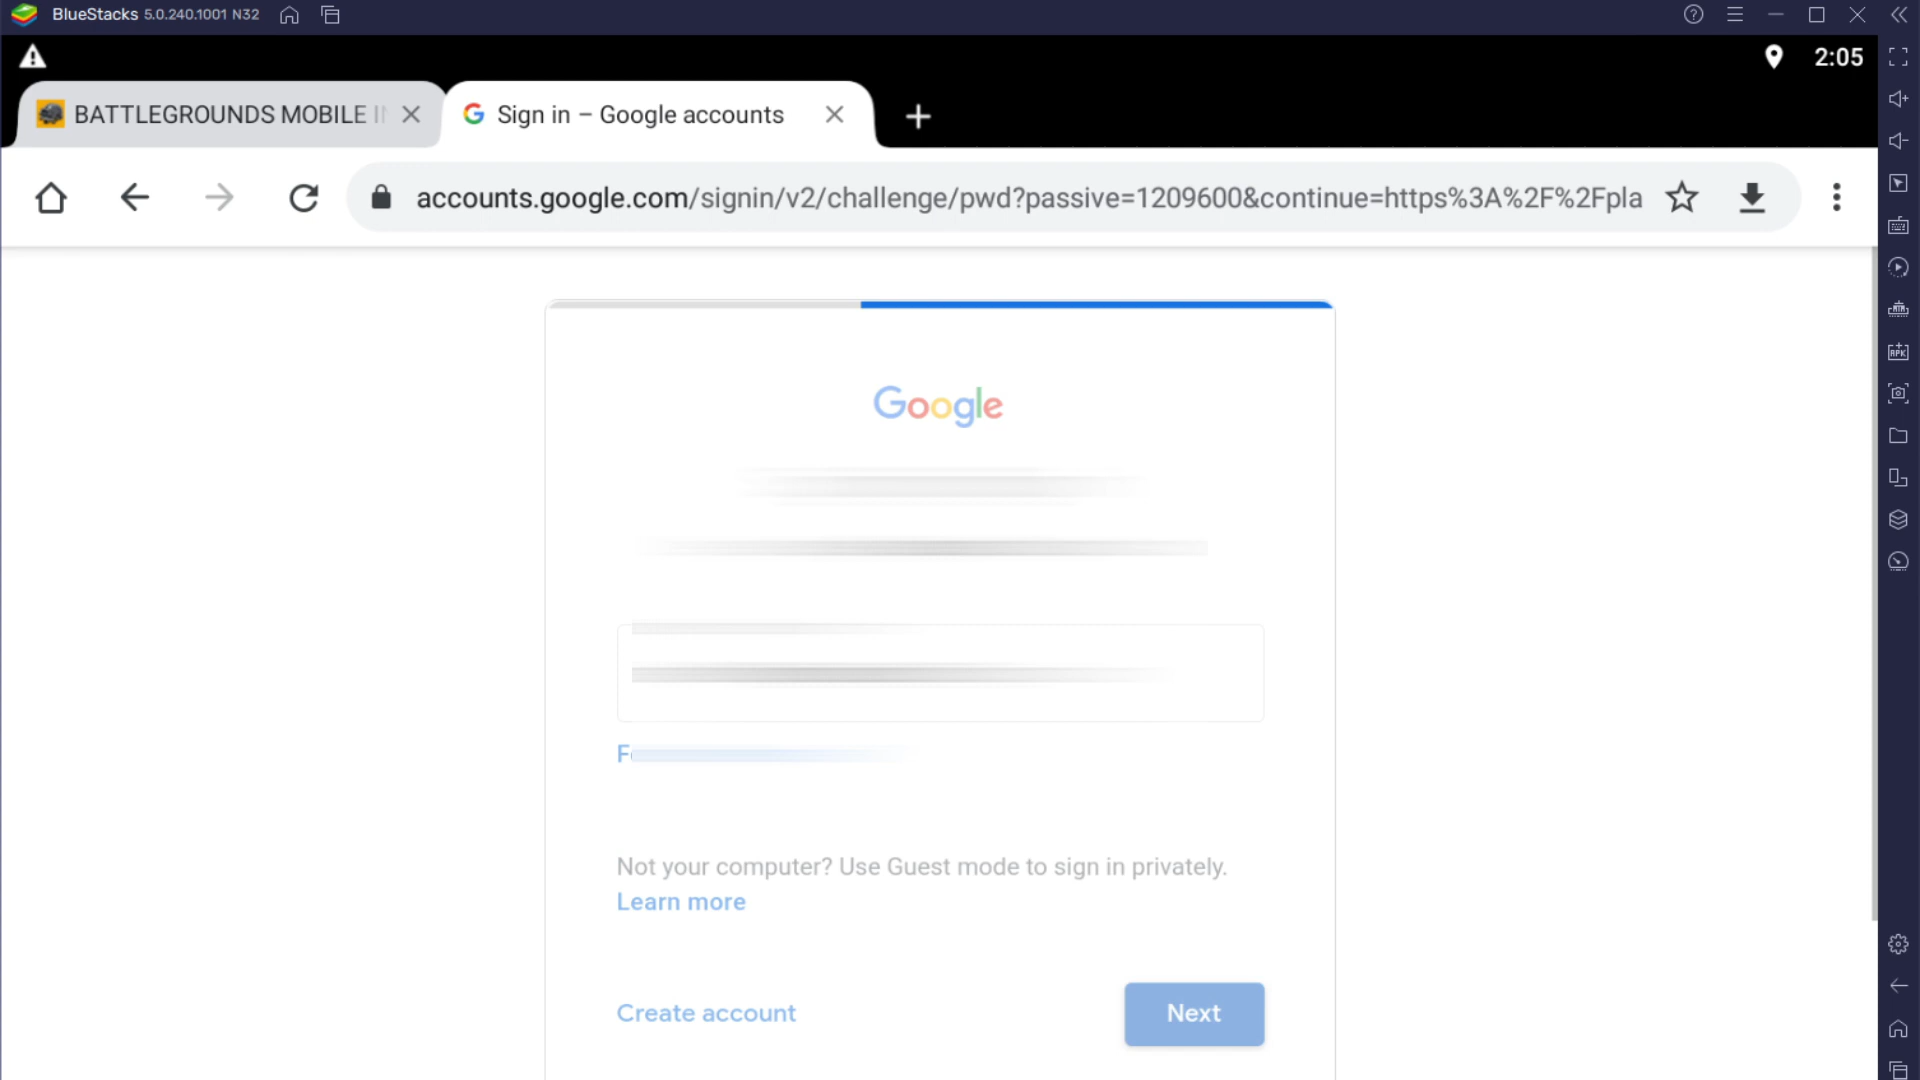 BlueStacks 5.0.240.1001 N32
2:05
BATTLEGROUNDS MOBILE
Sign in – Google accounts
accounts.google.com/signin/v2/challenge/pwd?passive=1209600&continue=https%3A%2F%2Fpla
Google
Not your computer? Use Guest mode to sign in privately.
Learn more
Create account
Next